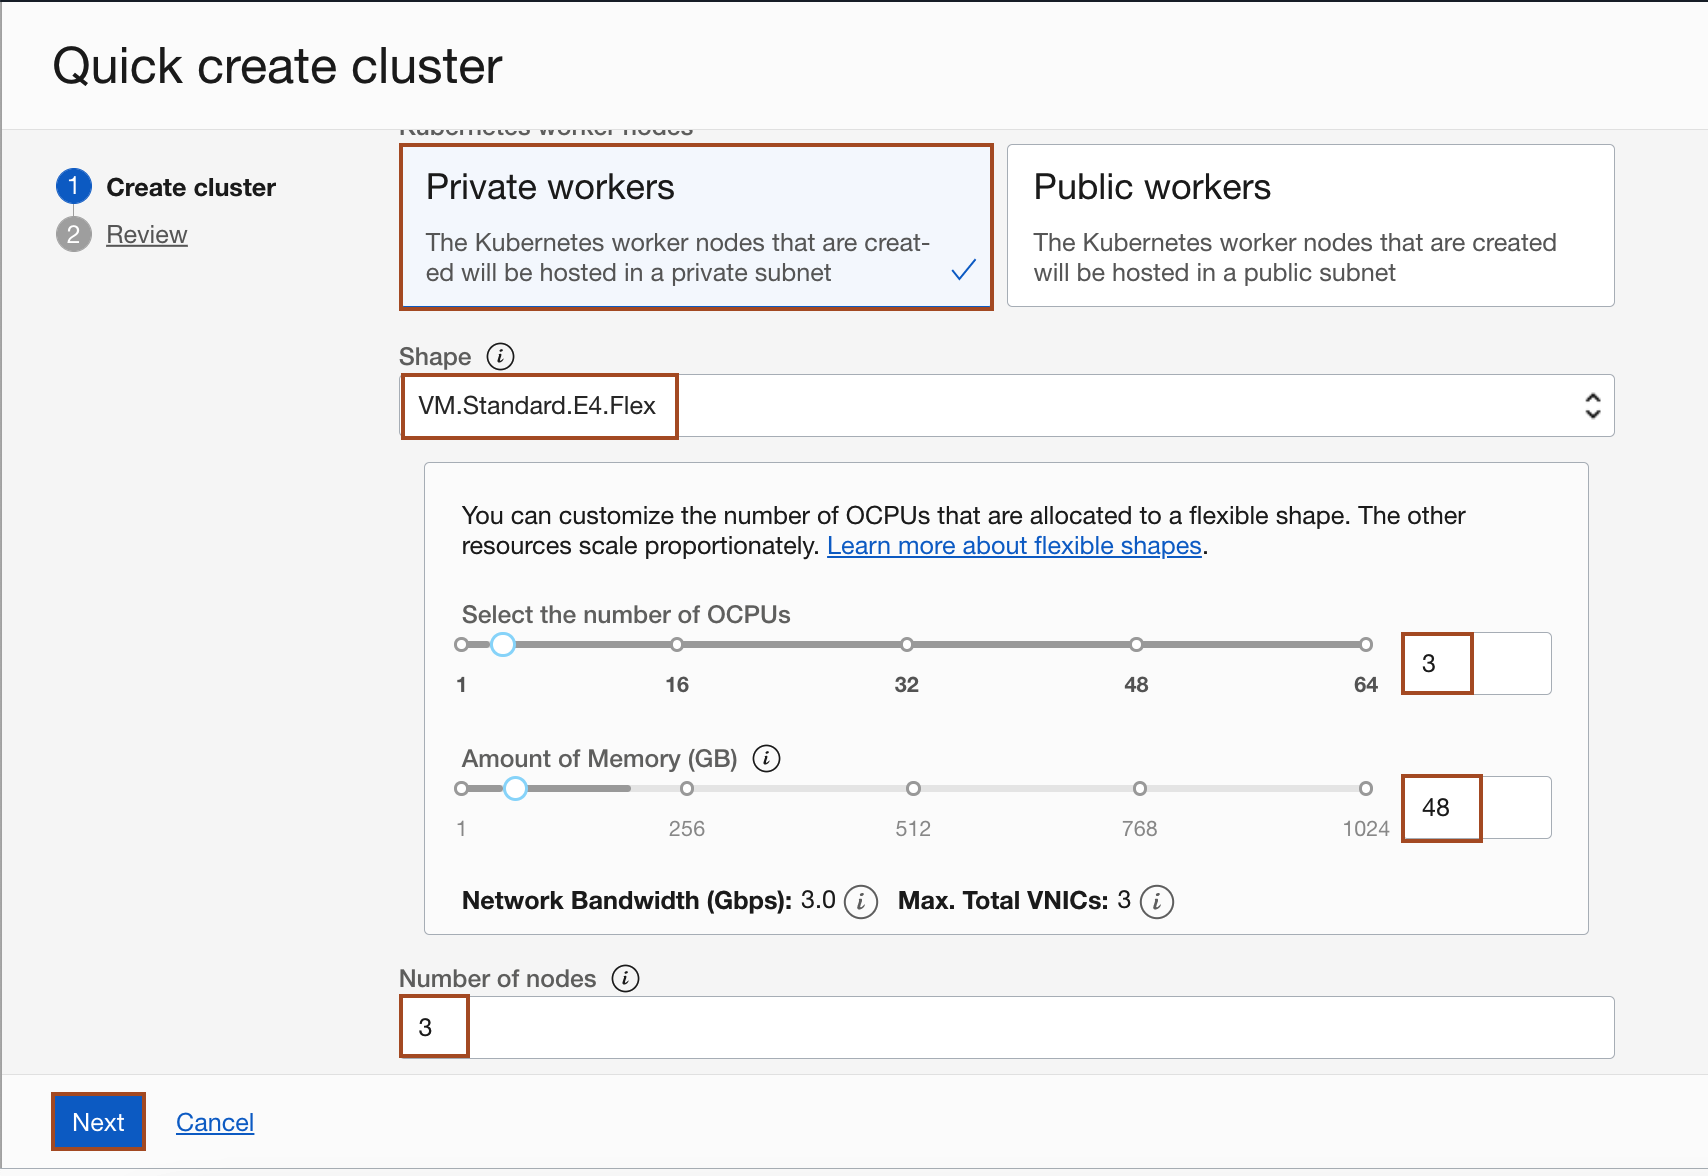 Quick create cluster
Kubernetes worker nodes
1 Create cluster
2 Review
Private workers
The Kubernetes worker nodes that are creat-
ed will be hosted in a private subnet
Public workers
The Kubernetes worker nodes that are created
will be hosted in a public subnet
Shape i
VM.Standard.E4.Flex
You can customize the number of OCPUs that are allocated to a flexible shape. The other
resources scale proportionately. Learn more about flexible shapes.
Select the number of OCPUs
3
1 16 32 48 64
Amount of Memory (GB) i
48
1 256 512 768 1024
Network Bandwidth (Gbps): 3.0 i Max. Total VNICs: 3 i
Number of nodes i
3
Next Cancel